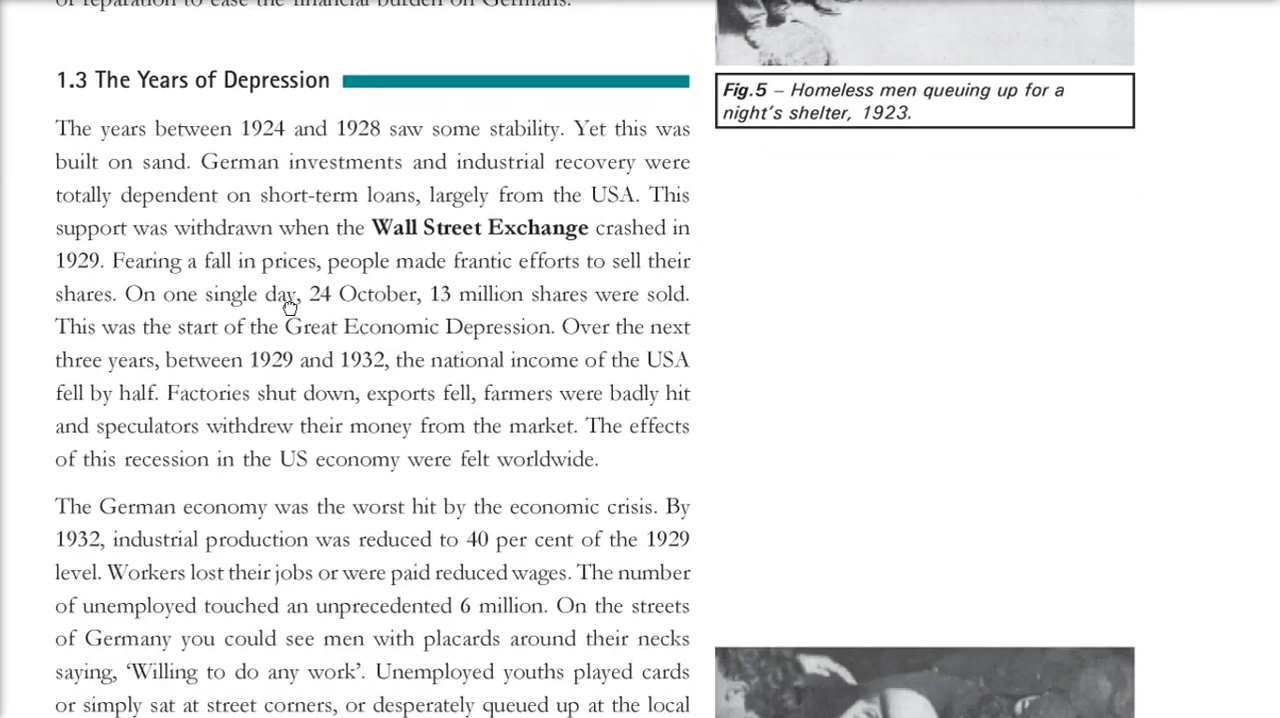 of reparation to ease the financial burden on Germans.
1.3 The Years of Depression
The years between 1924 and 1928 saw some stability. Yet this was
built on sand. German investments and industrial recovery were
totally dependent on short-term loans, largely from the USA. This
support was withdrawn when the Wall Street Exchange crashed in
1929. Fearing a fall in prices, people made frantic efforts to sell their
shares. On one single day, 24 October, 13 million shares were sold.
This was the start of the Great Economic Depression. Over the next
three years, between 1929 and 1932, the national income of the USA
fell by half. Factories shut down, exports fell, farmers were badly hit
and speculators withdrew their money from the market. The effects
of this recession in the US economy were felt worldwide.
The German economy was the worst hit by the economic crisis. By
1932, industrial production was reduced to 40 per cent of the 1929
level. Workers lost their jobs or were paid reduced wages. The number
of unemployed touched an unprecedented 6 million. On the streets
of Germany you could see men with placards around their necks
saying, ‘Willing to do any work’. Unemployed youths played cards
or simply sat at street corners, or desperately queued up at the local
Fig.5 – Homeless men queuing up for a
night's shelter, 1923.